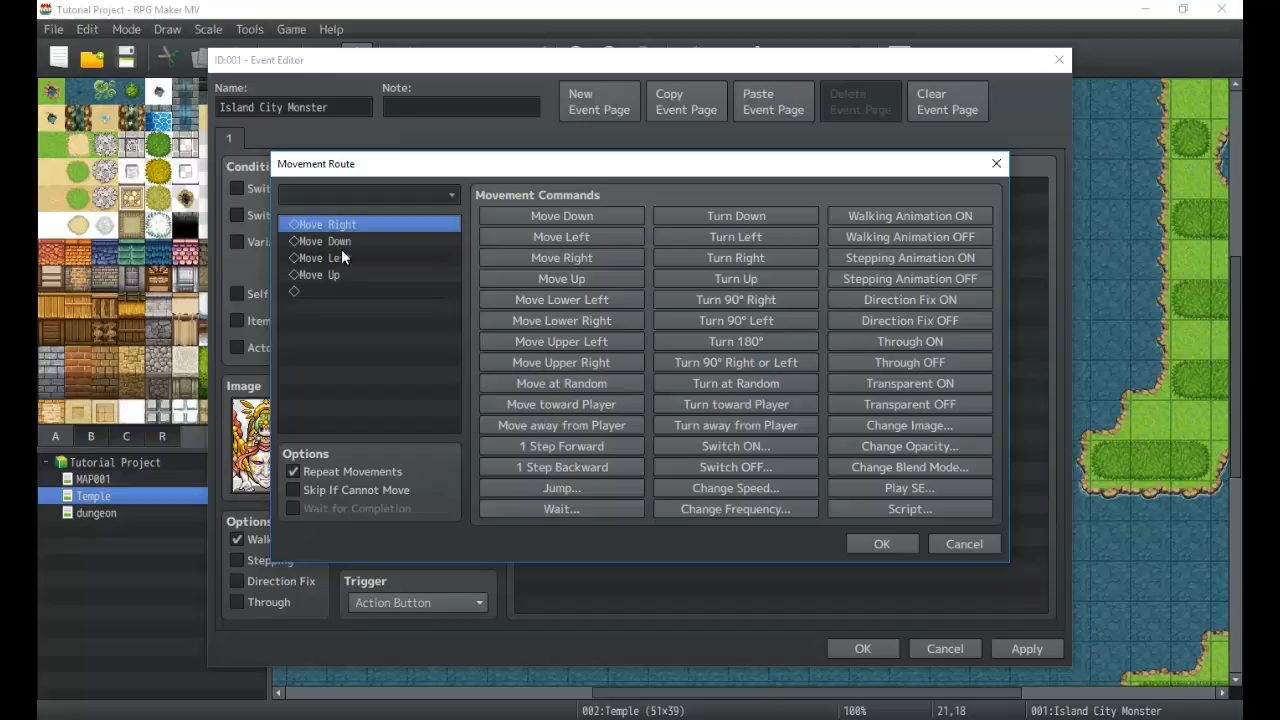 Tutorial Project - RPG Maker MV
File Edit Mode Draw Scale Tools Game Help
ID:001 - Event Editor
Name:
Note:
Island City Monster
New Event Page
Copy Event Page
Paste Event Page
Delete Event Page
Clear Event Page
1
Movement Route
Movement Commands
◇Move Right
◇Move Down
◇Move Le
◇Move Up
◇
Move Down Turn Down Walking Animation ON
Move Left Turn Left Walking Animation OFF
Move Right Turn Right Stepping Animation ON
Move Up Turn Up Stepping Animation OFF
Move Lower Left Turn 90° Right Direction Fix ON
Move Lower Right Turn 90° Left Direction Fix OFF
Move Upper Left Turn 180° Through ON
Move Upper Right Turn 90° Right or Left Through OFF
Move at Random Turn at Random Transparent ON
Move toward Player Turn toward Player Transparent OFF
Move away from Player Turn away from Player Change Image...
1 Step Forward Switch ON... Change Opacity...
1 Step Backward Switch OFF... Change Blend Mode...
Jump... Change Speed... Play SE...
Wait... Change Frequency... Script...
Options
Repeat Movements
Skip If Cannot Move
Wait for Completion
OK Cancel
Conditi
Swit
Swit
Varia
Self
Item
Acto
Image
Options
Walk
Stepping
Direction Fix
Through
Trigger
Action Button
OK Cancel Apply
A B C R
Tutorial Project
MAP001
Temple
dungeon
002:Temple (51x39) 100% 21,18 001:Island City Monster